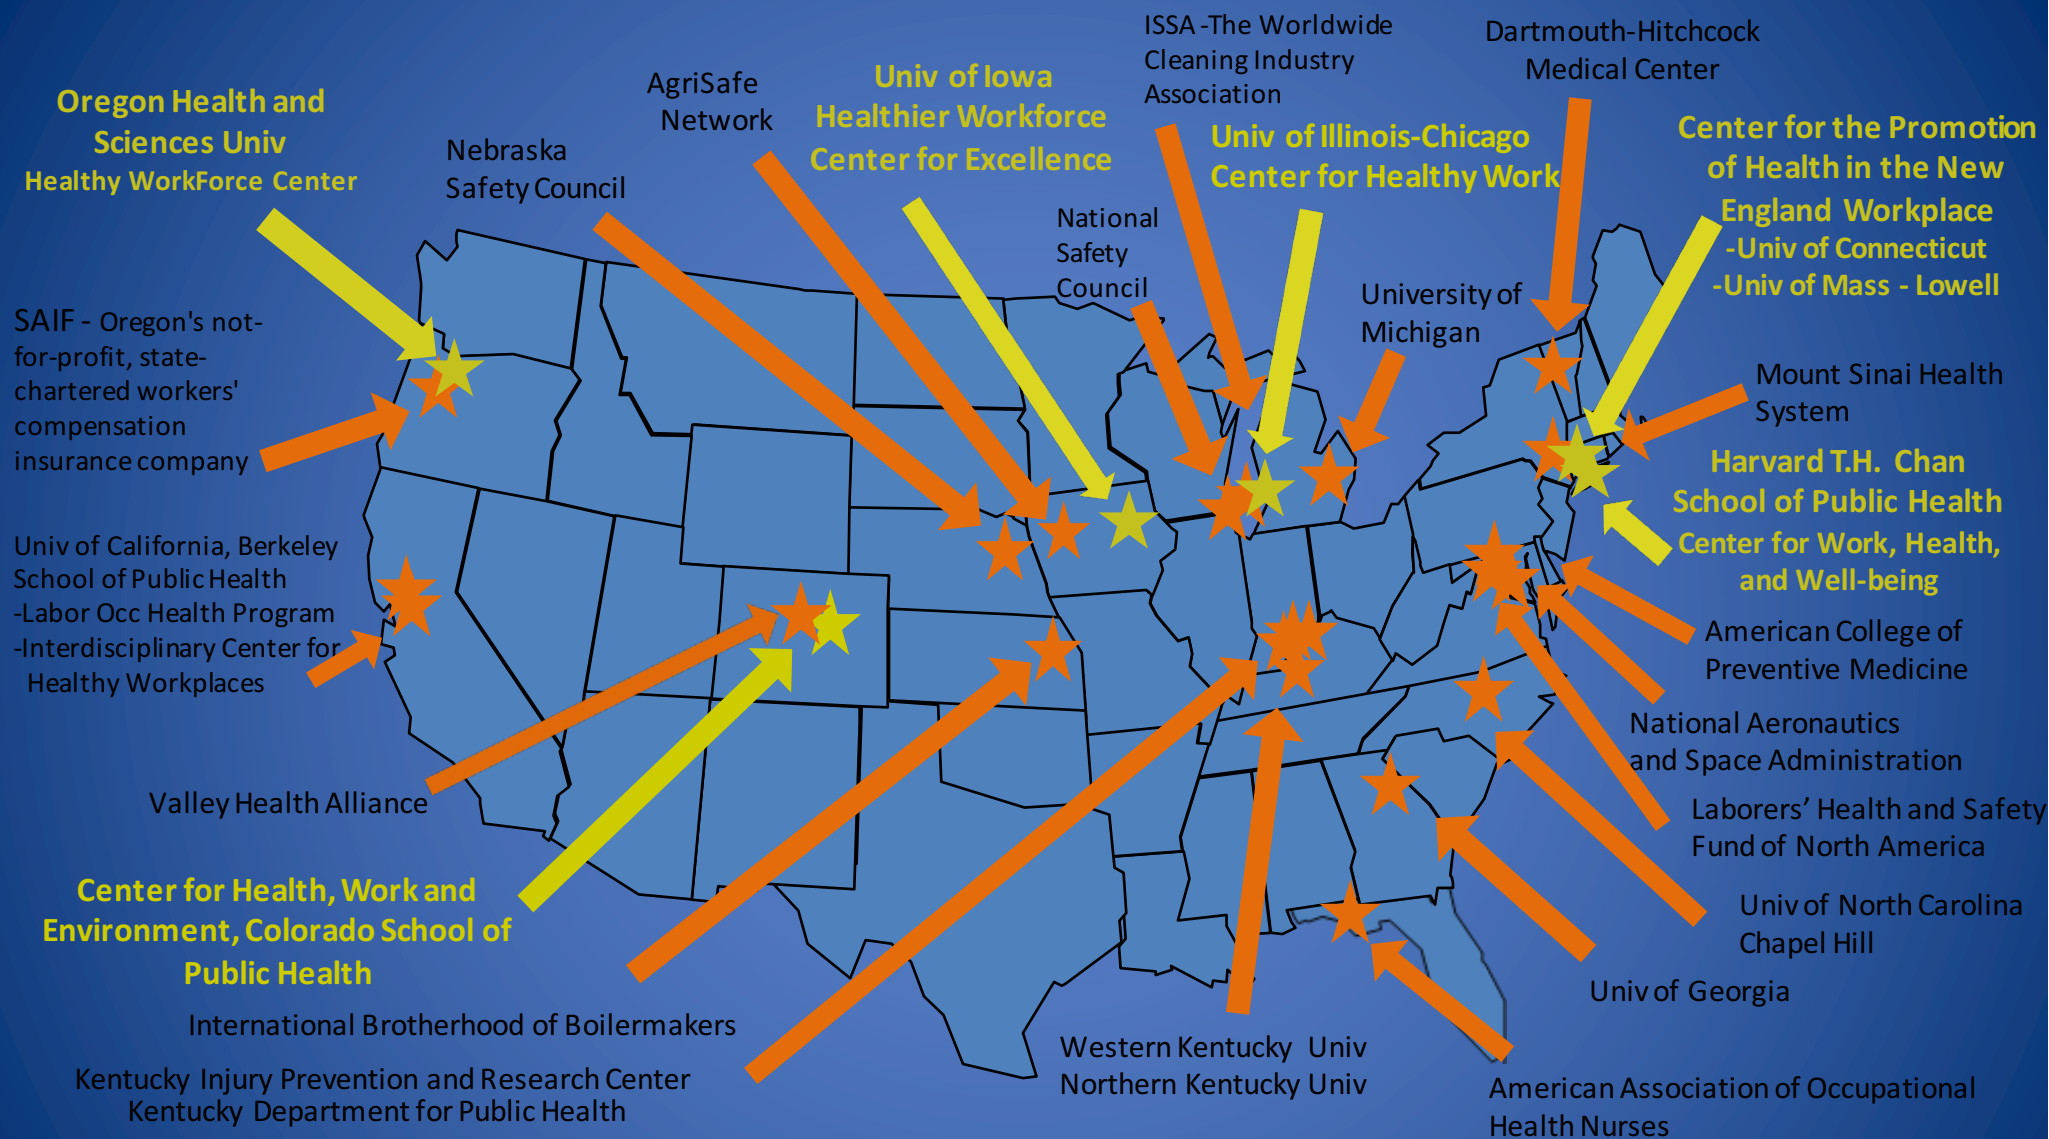 ISSA -The Worldwide
Cleaning Industry
Association
Dartmouth-Hitchcock
Medical Center
AgriSafe
Network
Univ of Iowa
Healthier Workforce
Center for Excellence
Oregon Health and
Sciences Univ
Healthy WorkForce Center
Nebraska
Safety Council
Univ of Illinois-Chicago
Center for Healthy Work
Center for the Promotion
of Health in the New
England Workplace
-Univ of Connecticut
-Univ of Mass - Lowell
National
Safety
Council
University of
Michigan
SAIF - Oregon's not-
for-profit, state-
chartered workers'
compensation
insurance company
Mount Sinai Health
System
Harvard T.H. Chan
School of Public Health
Center for Work, Health,
and Well-being
Univ of California, Berkeley
School of Public Health
-Labor Occ Health Program
-Interdisciplinary Center for
Healthy Workplaces
American College of
Preventive Medicine
National Aeronautics
and Space Administration
Valley Health Alliance
Laborers’ Health and Safety
Fund of North America
Center for Health, Work and
Environment, Colorado School of
Public Health
Univ of North Carolina
Chapel Hill
Univ of Georgia
International Brotherhood of Boilermakers
Western Kentucky Univ
Northern Kentucky Univ
Kentucky Injury Prevention and Research Center
Kentucky Department for Public Health
American Association of Occupational
Health Nurses